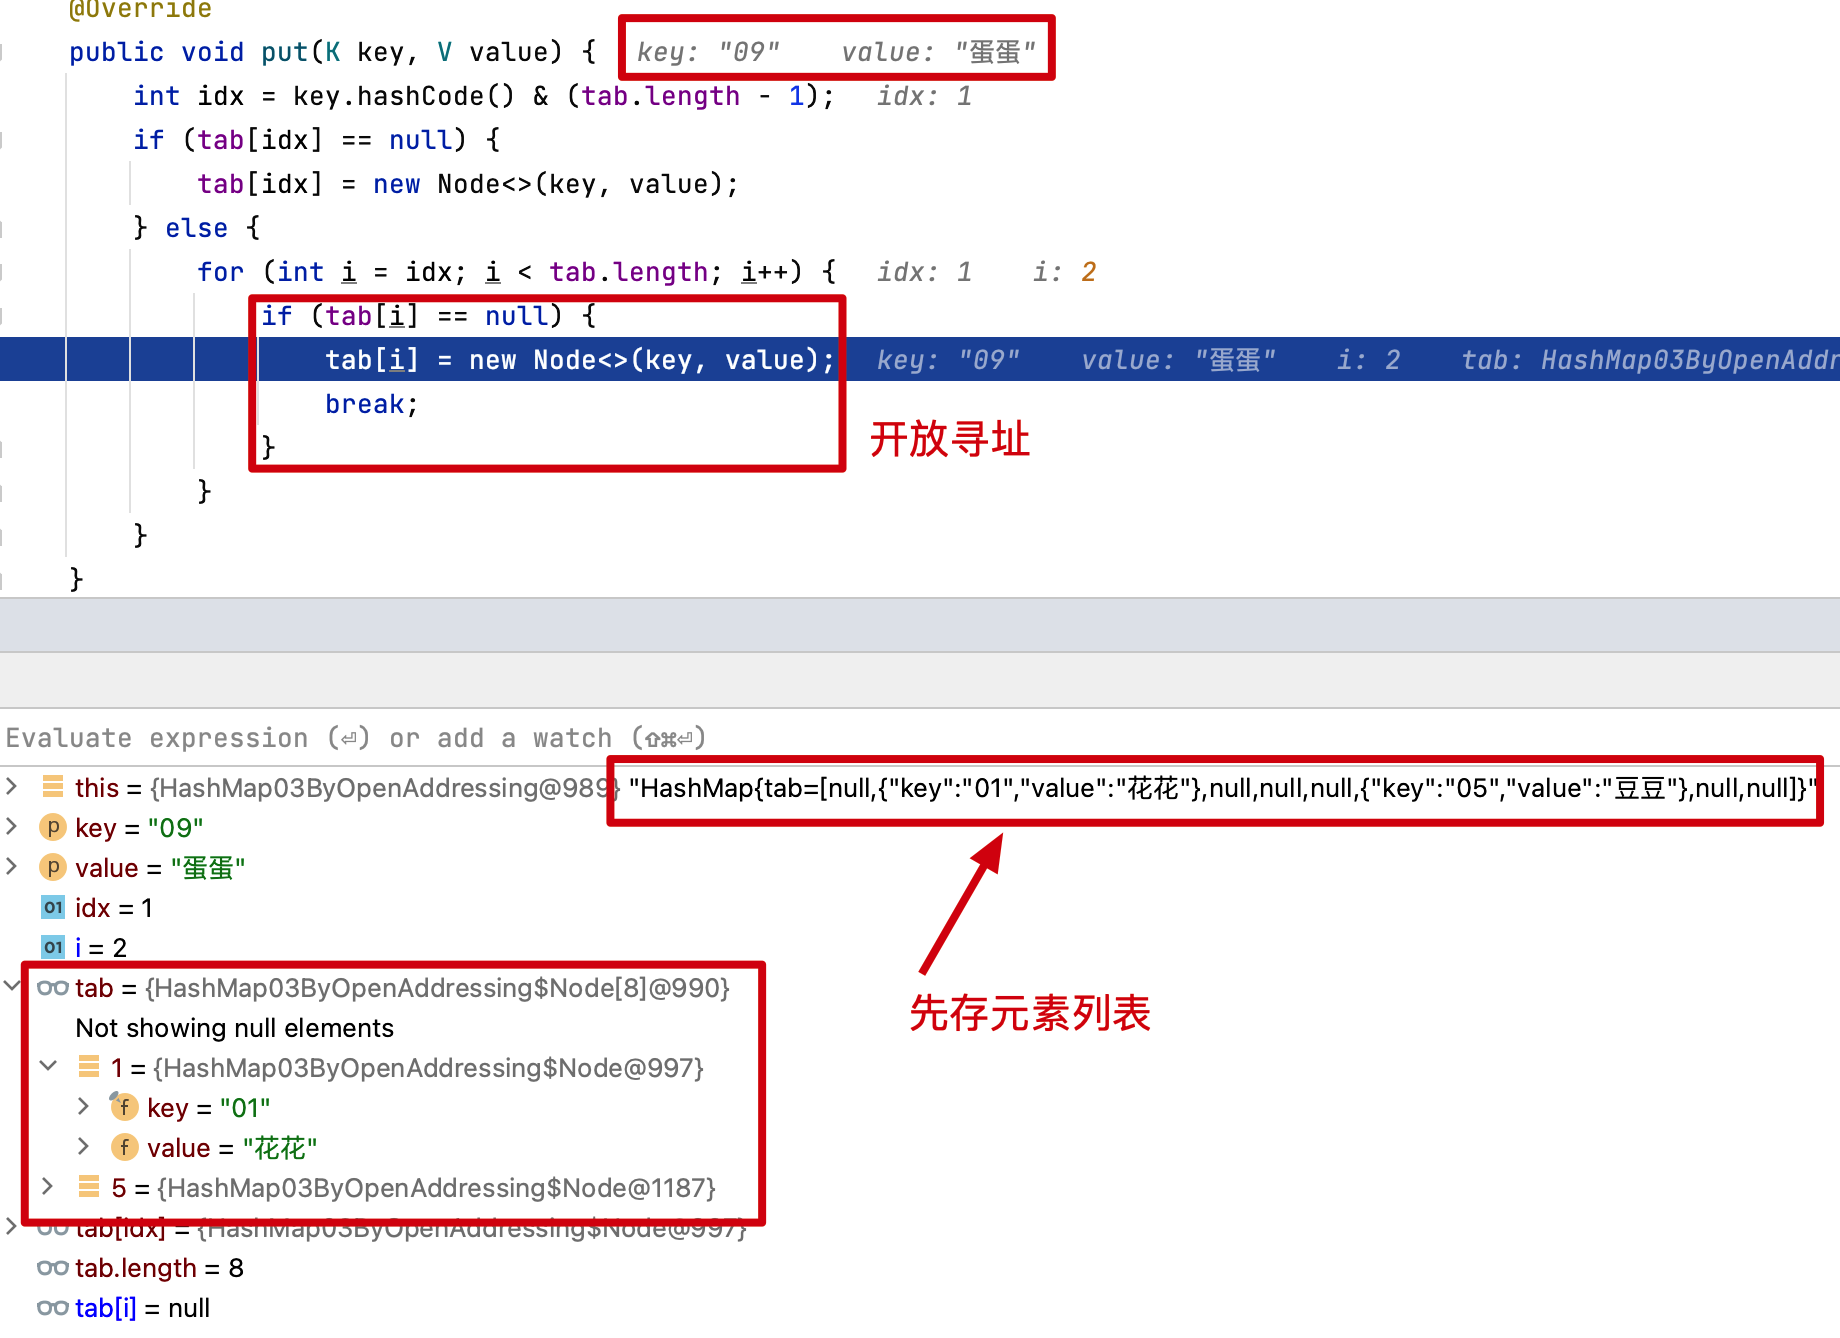 @Override
public void put(K key, V value) {   key: "09"    value: "蛋蛋"
int idx = key.hashCode() & (tab.length - 1);   idx: 1
if (tab[idx] == null) {
tab[idx] = new Node<>(key, value);
} else {
for (int i = idx; i < tab.length; i++) {   idx: 1    i: 2
if (tab[i] == null) {
tab[i] = new Node<>(key, value);   key: "09"    value: "蛋蛋"    i: 2    tab: HashMap03ByOpenAddr
break;
开放寻址
}
}
}
}
Evaluate expression (⏎) or add a watch (⇧⌘⏎)
this = {HashMap03ByOpenAddressing@989} "HashMap{tab=[null,{"key":"01","value":"花花"},null,null,null,{"key":"05","value":"豆豆"},null,null]}"
p key = "09"
p value = "蛋蛋"
01 idx = 1
01 i = 2
tab = {HashMap03ByOpenAddressing$Node[8]@990}
先存元素列表
Not showing null elements
1 = {HashMap03ByOpenAddressing$Node@997}
f key = "01"
f value = "花花"
5 = {HashMap03ByOpenAddressing$Node@1187}
tab[idx] = {HashMap03ByOpenAddressing$Node@997}
tab.length = 8
tab[i] = null